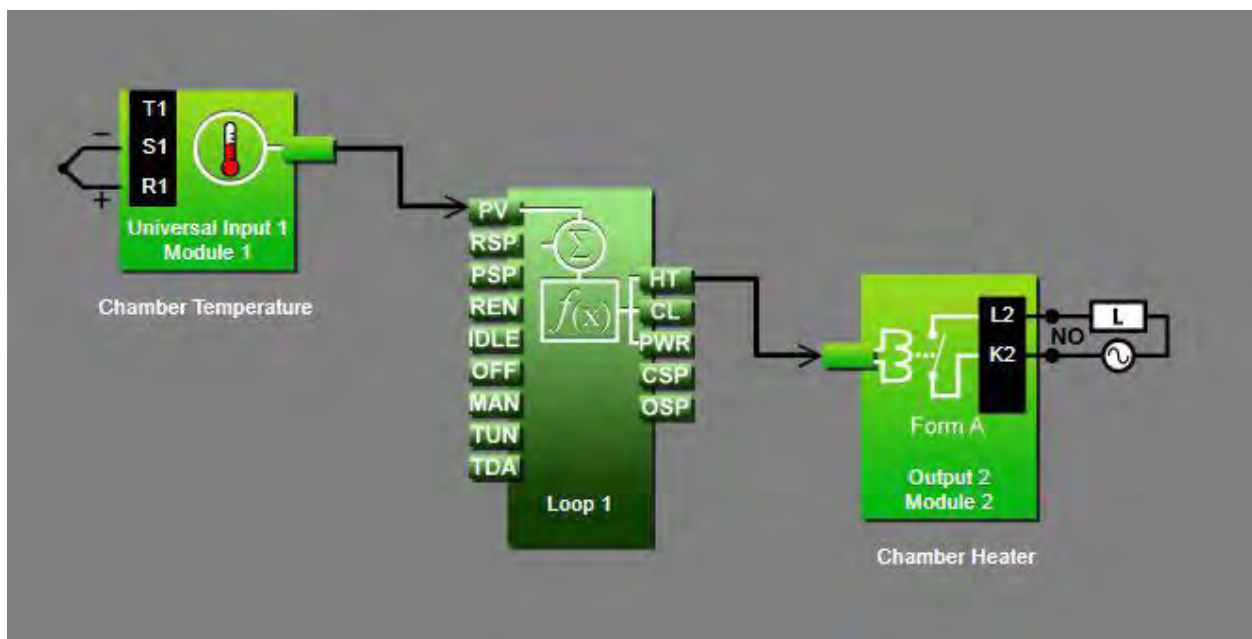 T1
−
S1
R1
+
Universal Input 1
Module 1
Chamber Temperature
PV
RSP
PSP
REN
IDLE
OFF
MAN
TUN
TDA
Σ
f(x)
HT
CL
PWR
CSP
OSP
Loop 1
L2
K2
NO
L
Form A
Output 2
Module 2
Chamber Heater